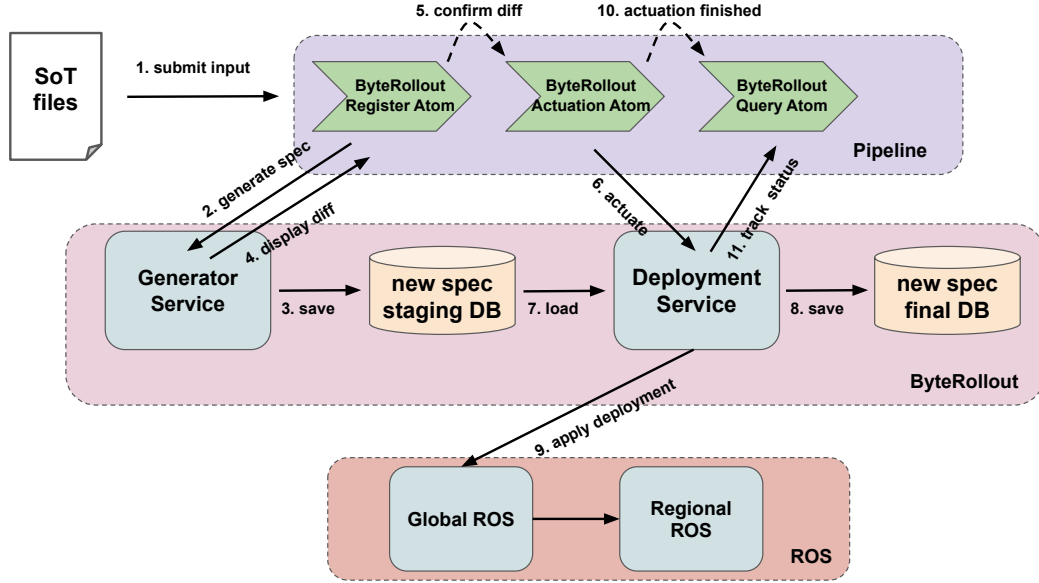 5. confirm diff
10. actuation finished
SoT
files
1. submit input
ByteRollout
Register Atom
ByteRollout
Actuation Atom
ByteRollout
Query Atom
Pipeline
2. generate spec
4. display diff
6. actuate
11. track status
Generator
Service
3. save
new spec
staging DB
7. load
Deployment
Service
8. save
new spec
final DB
ByteRollout
9. apply deployment
Global ROS
Regional
ROS
ROS